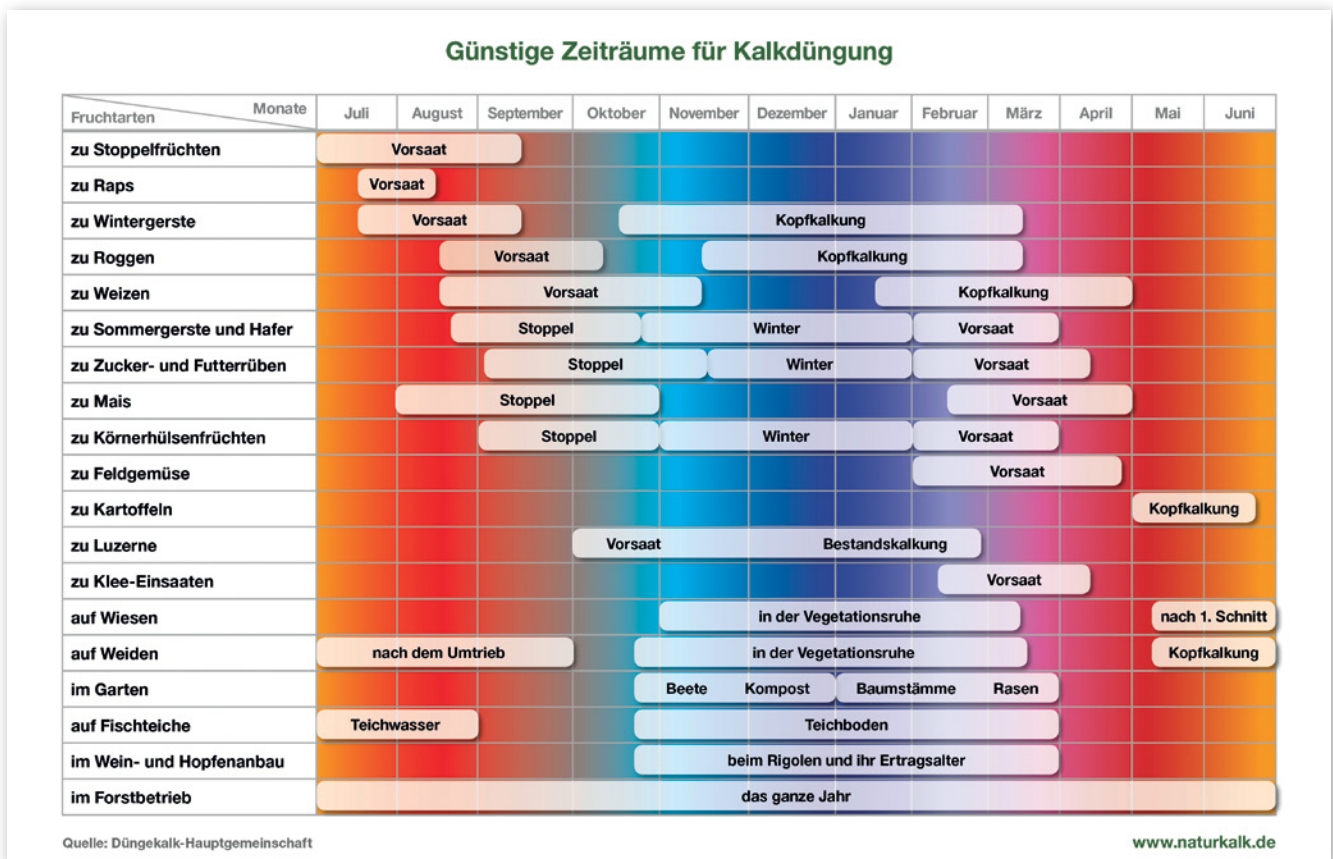 Günstige Zeiträume für Kalkdüngung
Fruchtarten Monate Juli August September Oktober November Dezember Januar Februar März April Mai Juni
zu Stoppelfrüchten Vorsaat
zu Raps Vorsaat
zu Wintergerste Vorsaat Kopfkalkung
zu Roggen Vorsaat Kopfkalkung
zu Weizen Vorsaat Kopfkalkung
zu Sommergerste und Hafer Stoppel Winter Vorsaat
zu Zucker- und Futterrüben Stoppel Winter Vorsaat
zu Mais Stoppel Vorsaat
zu Körnerhülsenfrüchten Stoppel Winter Vorsaat
zu Feldgemüse Vorsaat
zu Kartoffeln Kopfkalkung
zu Luzerne Vorsaat Bestandskalkung
zu Klee-Einsaaten Vorsaat
auf Wiesen in der Vegetationsruhe nach 1. Schnitt
auf Weiden nach dem Umtrieb in der Vegetationsruhe Kopfkalkung
im Garten Beete Kompost Baumstämme Rasen
auf Fischteiche Teichwasser Teichboden
im Wein- und Hopfenanbau beim Rigolen und ihr Ertragsalter
im Forstbetrieb das ganze Jahr
Quelle: Düngekalk-Hauptgemeinschaft www.naturkalk.de